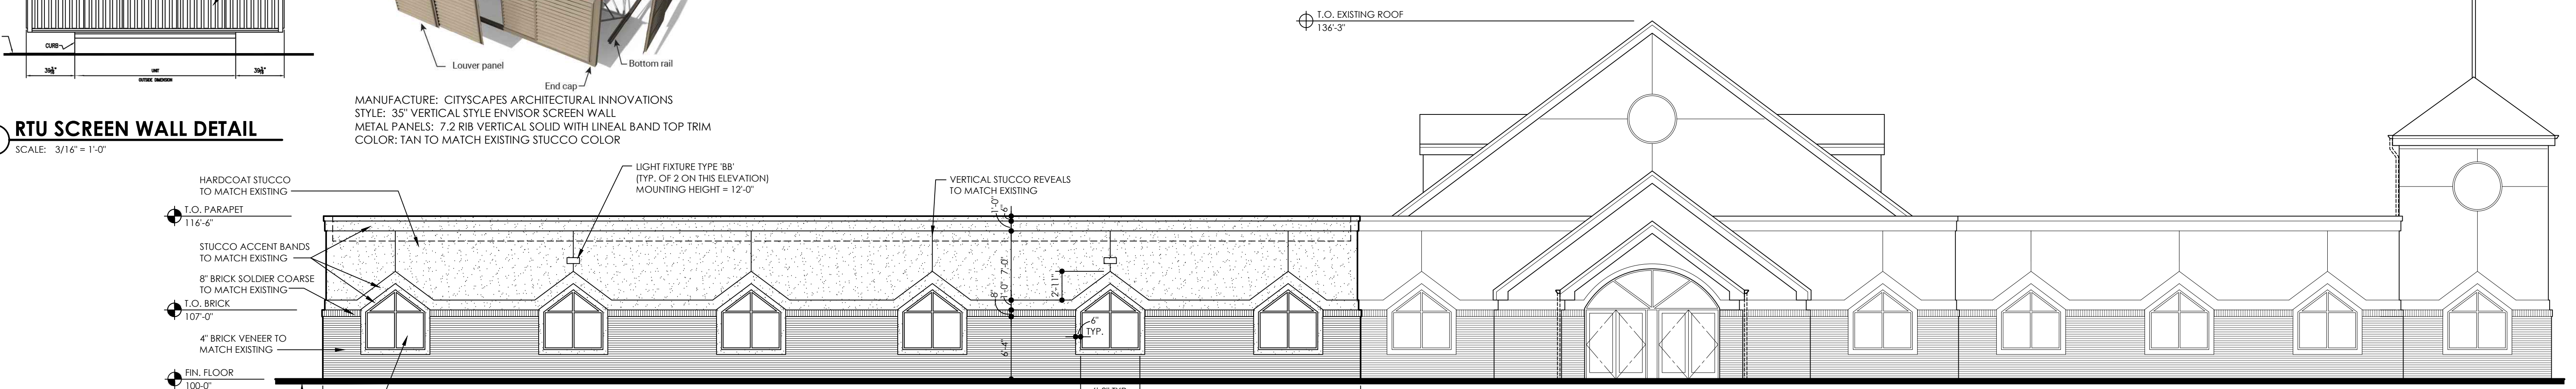 CURB
39⅜"
UNIT
OUTSIDE DIMENSION
39⅜"
RTU SCREEN WALL DETAIL
SCALE: 3/16" = 1'-0"
Louver panel
End cap
Bottom rail
MANUFACTURE: CITYSCAPES ARCHITECTURAL INNOVATIONS
STYLE: 35" VERTICAL STYLE ENVISOR SCREEN WALL
METAL PANELS: 7.2 RIB VERTICAL SOLID WITH LINEAL BAND TOP TRIM
COLOR: TAN TO MATCH EXISTING STUCCO COLOR
T.O. EXISTING ROOF
136'-3"
HARDCOAT STUCCO
TO MATCH EXISTING
T.O. PARAPET
116'-6"
STUCCO ACCENT BANDS
TO MATCH EXISTING
8" BRICK SOLDIER COARSE
TO MATCH EXISTING
T.O. BRICK
107'-0"
4" BRICK VENEER TO
MATCH EXISTING
FIN. FLOOR
100-0"
LIGHT FIXTURE TYPE 'BB'
(TYP. OF 2 ON THIS ELEVATION)
MOUNTING HEIGHT = 12'-0"
VERTICAL STUCCO REVEALS
TO MATCH EXISTING
1'-0"
6"
7'-0"
1'-0"
8"
6'-4"
2'-11"
6"
TYP.